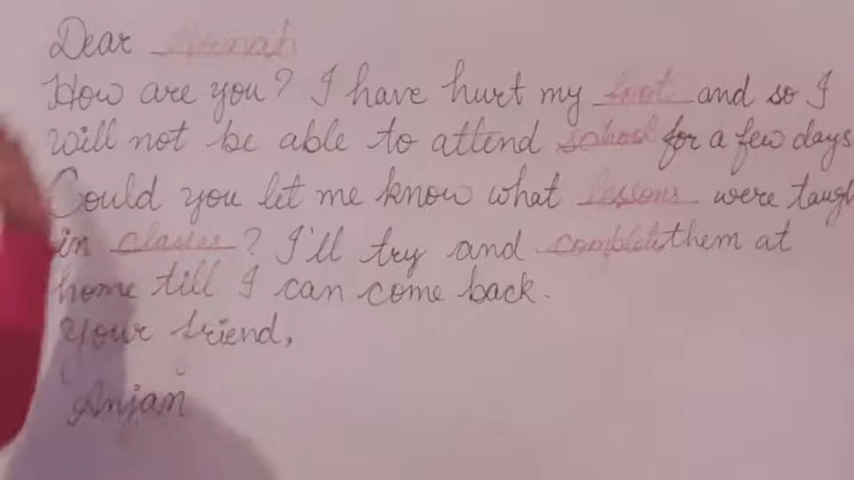 Dear
How are you? I have hurt my foot and so I
will not be able to attend school for a few days
Could you let me know what lessons were taugh
in classes? I'll try and complete them at
home till I can come back.
Your friend,
Anjan